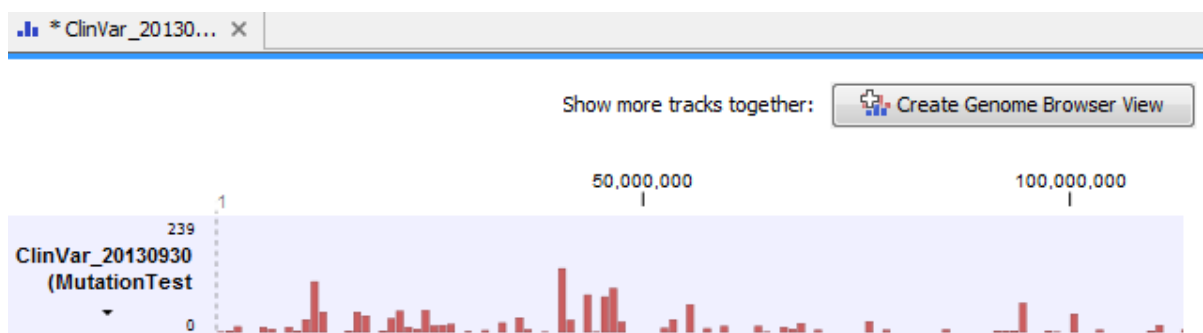 * ClinVar_20130...
Show more tracks together: Create Genome Browser View
1 50,000,000 100,000,000
239
ClinVar_20130930
(MutationTest
0